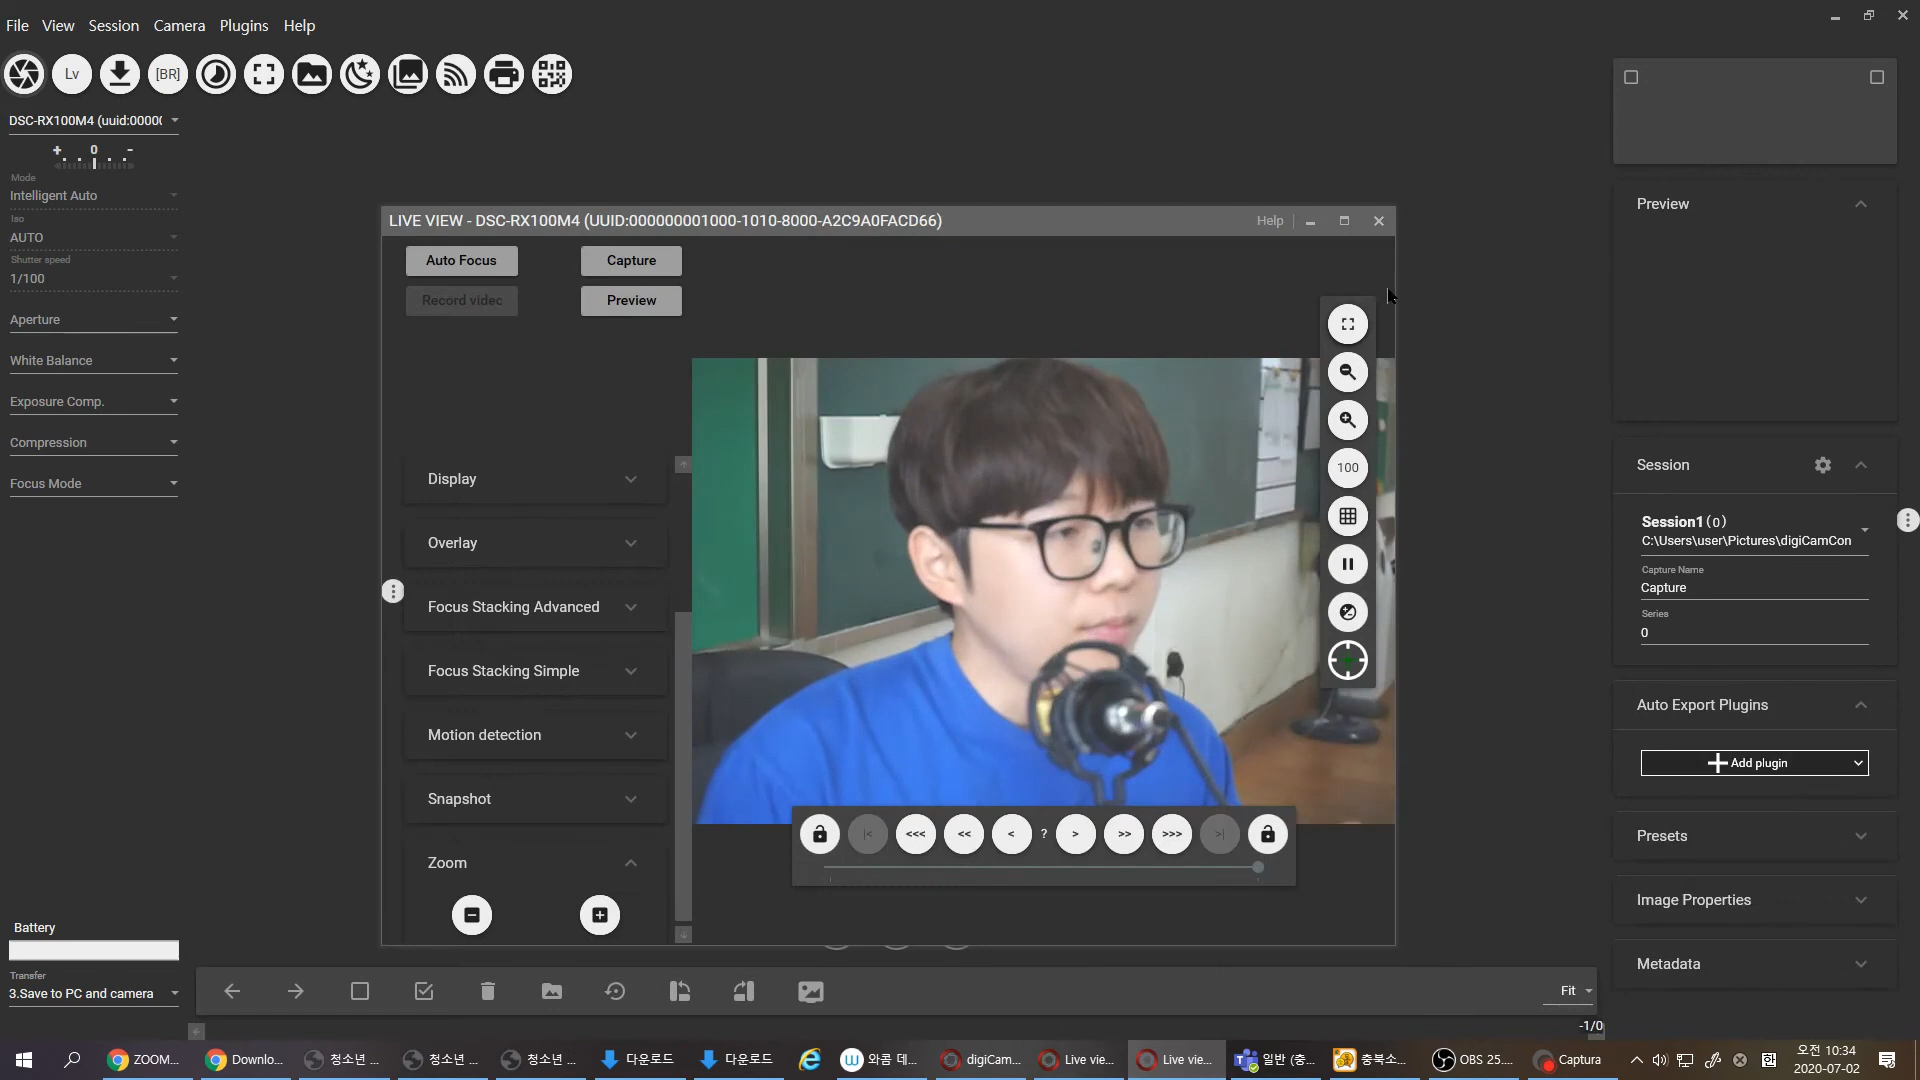 File View Session Camera Plugins Help
Lv [BR]
DSC-RX100M4 (uuid:0000(
+ 0 -
Mode
Intelligent Auto
Iso
AUTO
Shutter speed
1/100
Aperture
White Balance
Exposure Comp.
Compression
Focus Mode
Battery
Transfer
3.Save to PC and camera
LIVE VIEW - DSC-RX100M4 (UUID:000000001000-1010-8000-A2C9A0FACD66)
Help
Auto Focus
Capture
Record video
Preview
Display
Overlay
Focus Stacking Advanced
Focus Stacking Simple
Motion detection
Snapshot
Zoom
100
|< <<< << < ? > >> >>> >|
Fit
-1/0
Preview
Session
Session1 (0)
C:\Users\user\Pictures\digiCamCon
Capture Name
Capture
Series
0
Auto Export Plugins
Add plugin
Presets
Image Properties
Metadata
ZOOM... Downlo... 청소년 ... 청소년 ... 청소년 ... 다운로드 다운로드 와콤 데... digiCam... Live vie... Live vie... 일반 (충... 충북소... OBS 25.... Captura
오전 10:34
2020-07-02